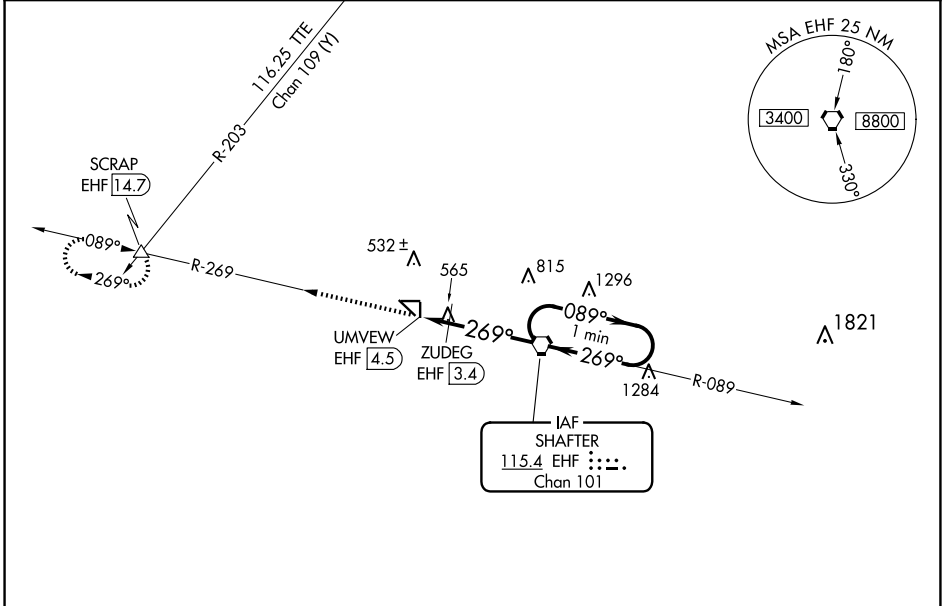 116.25 TTE
Chan 109 (Y)
R-203
MSA EHF 25 NM
180°
3400
8800
330°
SCRAP
EHF 14.7
089°
269°
R-269
532 ±
565
815
1296
1821
UMVEW
EHF 4.5
ZUDEG
EHF 3.4
269°
089°
1 min
269°
1284
R-089
IAF
SHAFTER
115.4 EHF
Chan 101